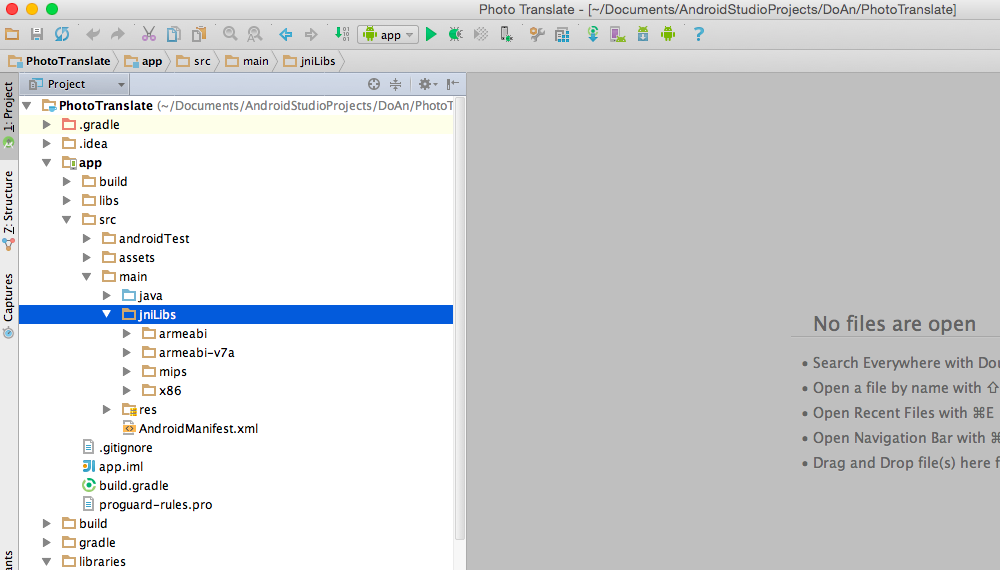 Photo Translate - [~/Documents/AndroidStudioProjects/DoAn/PhotoTranslate]
app
PhotoTranslate app src main jniLibs
Project
1: Project
Z: Structure
Captures
PhotoTranslate (~/Documents/AndroidStudioProjects/DoAn/PhotoT
.gradle
.idea
app
build
libs
src
androidTest
assets
main
java
jniLibs
armeabi
armeabi-v7a
mips
x86
res
AndroidManifest.xml
.gitignore
app.iml
build.gradle
proguard-rules.pro
build
gradle
libraries
No files are open
• Search Everywhere with Dou
• Open a file by name with ⇧
• Open Recent Files with ⌘E
• Open Navigation Bar with ⌘
• Drag and Drop file(s) here f